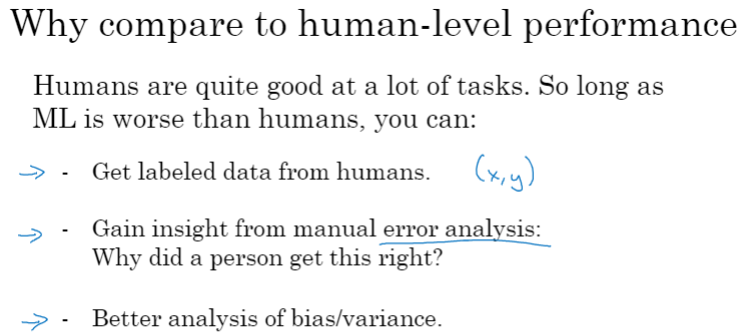 Why compare to human-level performance
Humans are quite good at a lot of tasks. So long as
ML is worse than humans, you can:
- Get labeled data from humans. (x,y)
- Gain insight from manual error analysis:
Why did a person get this right?
- Better analysis of bias/variance.